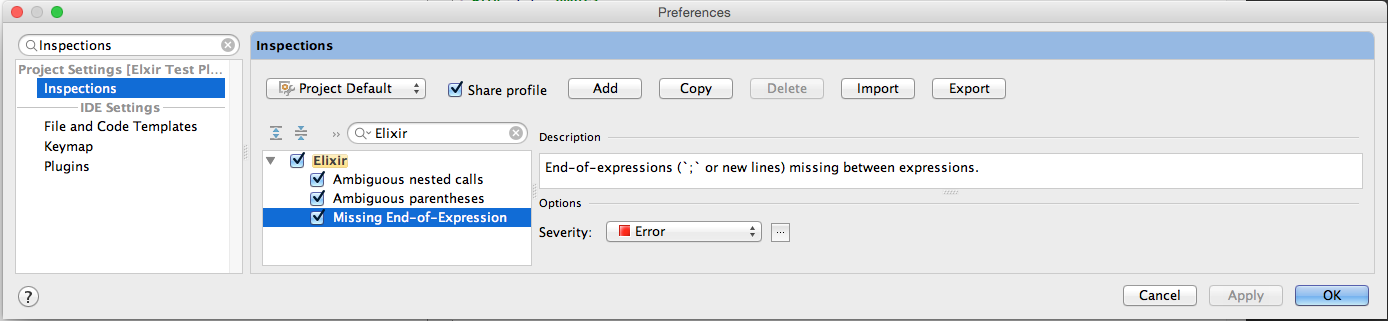 Preferences
Inspections
Project Settings [Elxir Test Pl...
Inspections
IDE Settings
File and Code Templates
Keymap
Plugins
Inspections
Project Default
Share profile
Add
Copy
Delete
Import
Export
»
Elixir
Elixir
Ambiguous nested calls
Ambiguous parentheses
Missing End-of-Expression
Description
End-of-expressions (`;` or new lines) missing between expressions.
Options
Severity:
Error
...
?
Cancel
Apply
OK